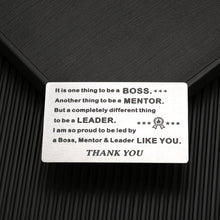 It is one thing to be a BOSS.
Another thing to be a MENTOR.
But a completely different thing
to be a LEADER.
I am so proud to be led by
a Boss, Mentor & Leader LIKE YOU.
THANK YOU